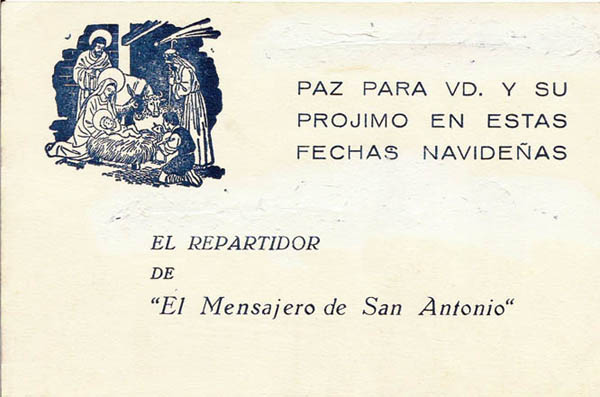 PAZ PARA VD. Y SU
PROJIMO EN ESTAS
FECHAS NAVIDEÑAS
EL REPARTIDOR
DE
"El Mensajero de San Antonio"